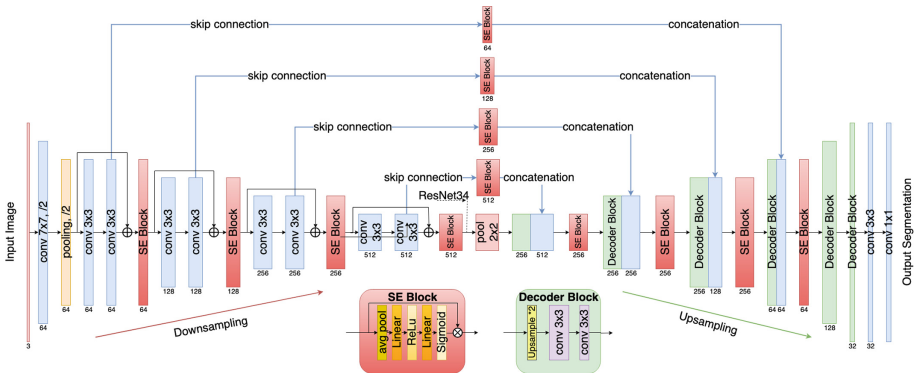 skip connection
SE Block
64
concatenation
skip connection
SE Block
128
concatenation
skip connection
SE Block
256
concatenation
skip connection
SE Block
512
concatenation
ResNet34
Input Image
3
conv 7x7, /2
64
pooling, /2
64
conv 3x3
64
conv 3x3
64
SE Block
64
conv 3x3
128
conv 3x3
128
SE Block
128
conv 3x3
256
conv 3x3
256
SE Block
256
conv 3x3
512
conv 3x3
512
SE Block
512
pool 2x2
256 512
SE Block
256
Decoder Block
256 256
SE Block
256
Decoder Block
256 128
SE Block
256
Decoder Block
64 64
SE Block
64
Decoder Block
128
Decoder Block
32
conv 3x3
32
conv 1x1
Output Segmentation
Downsampling
Upsampling
SE Block
avg pool
Linear
ReLu
Linear
Sigmoid
Decoder Block
Upsample *2
conv 3x3
conv 3x3